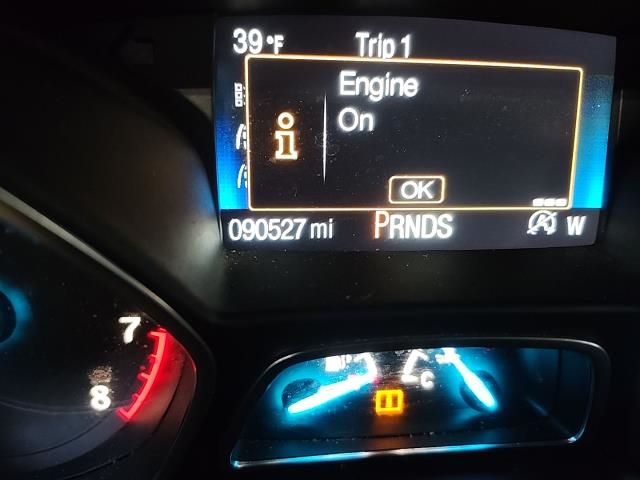 39°F Trip 1
Engine
On
i
OK
090527 mi PRNDS W
7
8
C